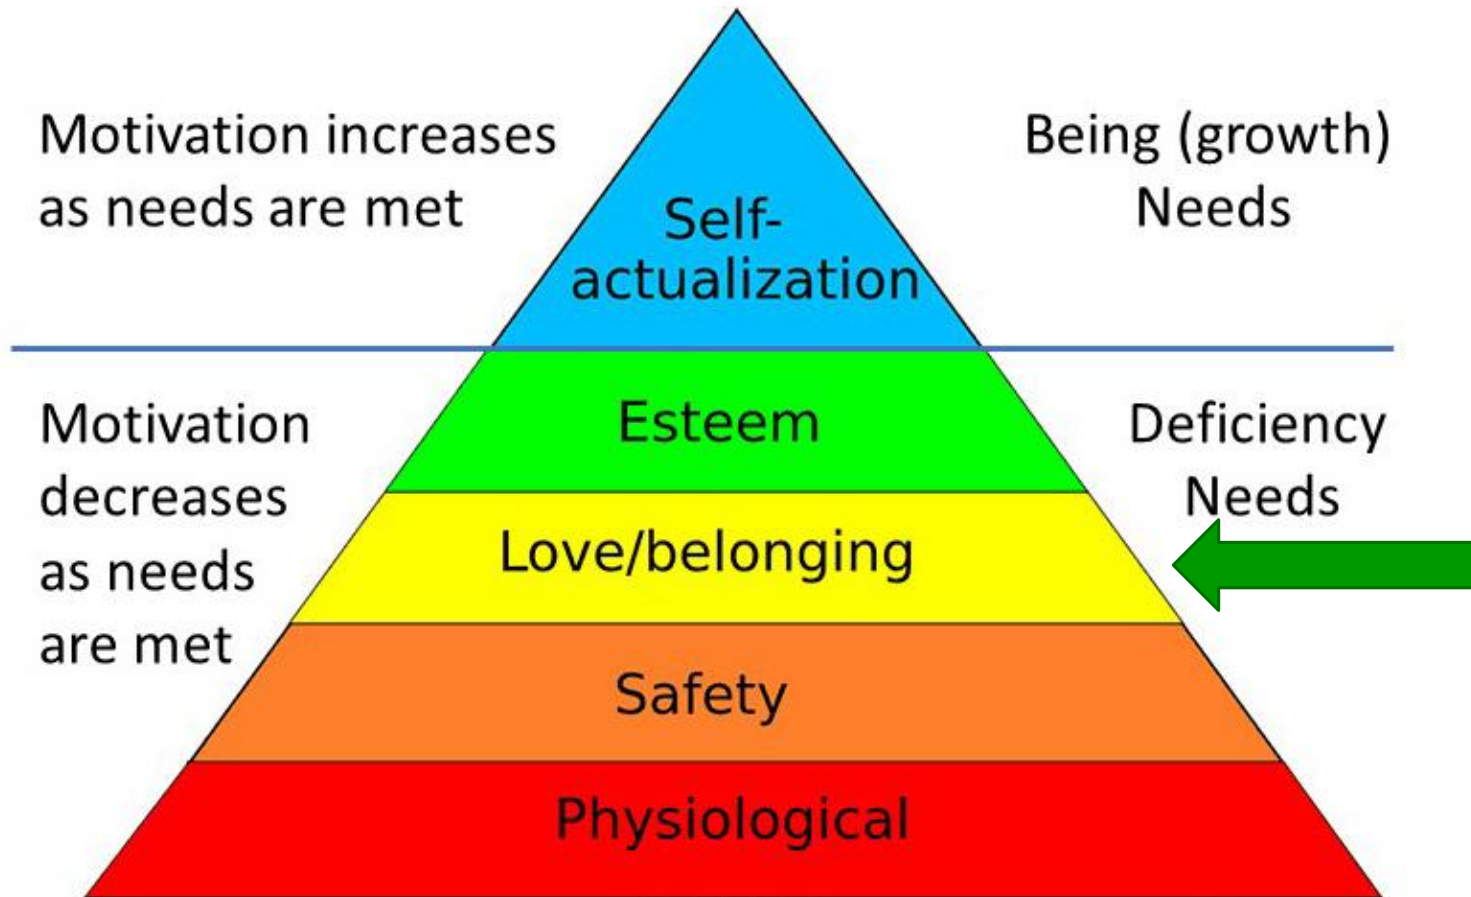 Motivation increases
as needs are met
Being (growth)
Needs
Self-
actualization
Motivation
decreases
as needs
are met
Esteem
Deficiency
Needs
Love/belonging
Safety
Physiological